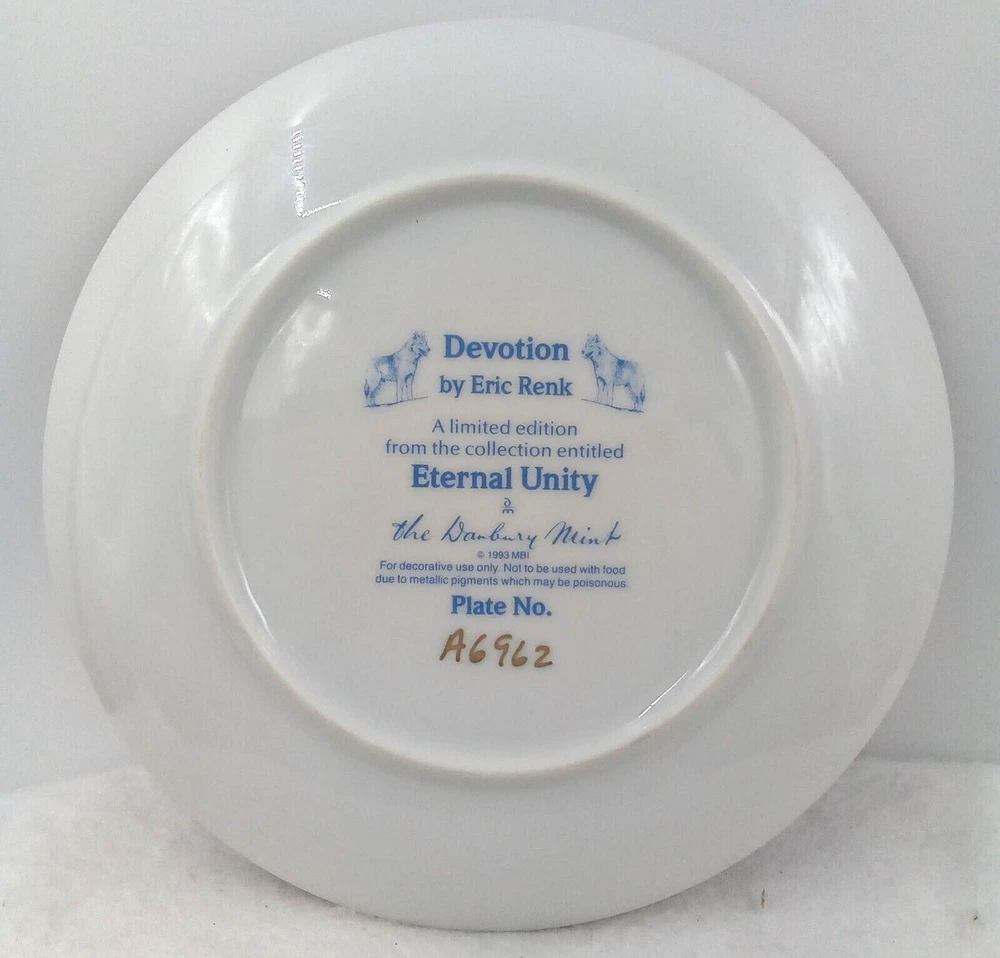 Devotion
by Eric Renk
A limited edition
from the collection entitled
Eternal Unity
the Danbury Mint
© 1993 MBI
For decorative use only. Not to be used with food
due to metallic pigments which may be poisonous.
Plate No.
A6962